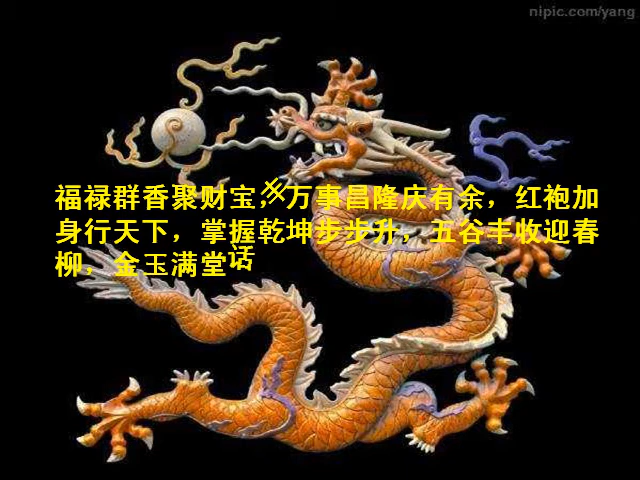 nipic.com/yang
福禄群香聚财宝，万事昌隆庆有余，红袍加
身行天下，掌握乾坤步步升，五谷丰收迎春
柳，金玉满堂话